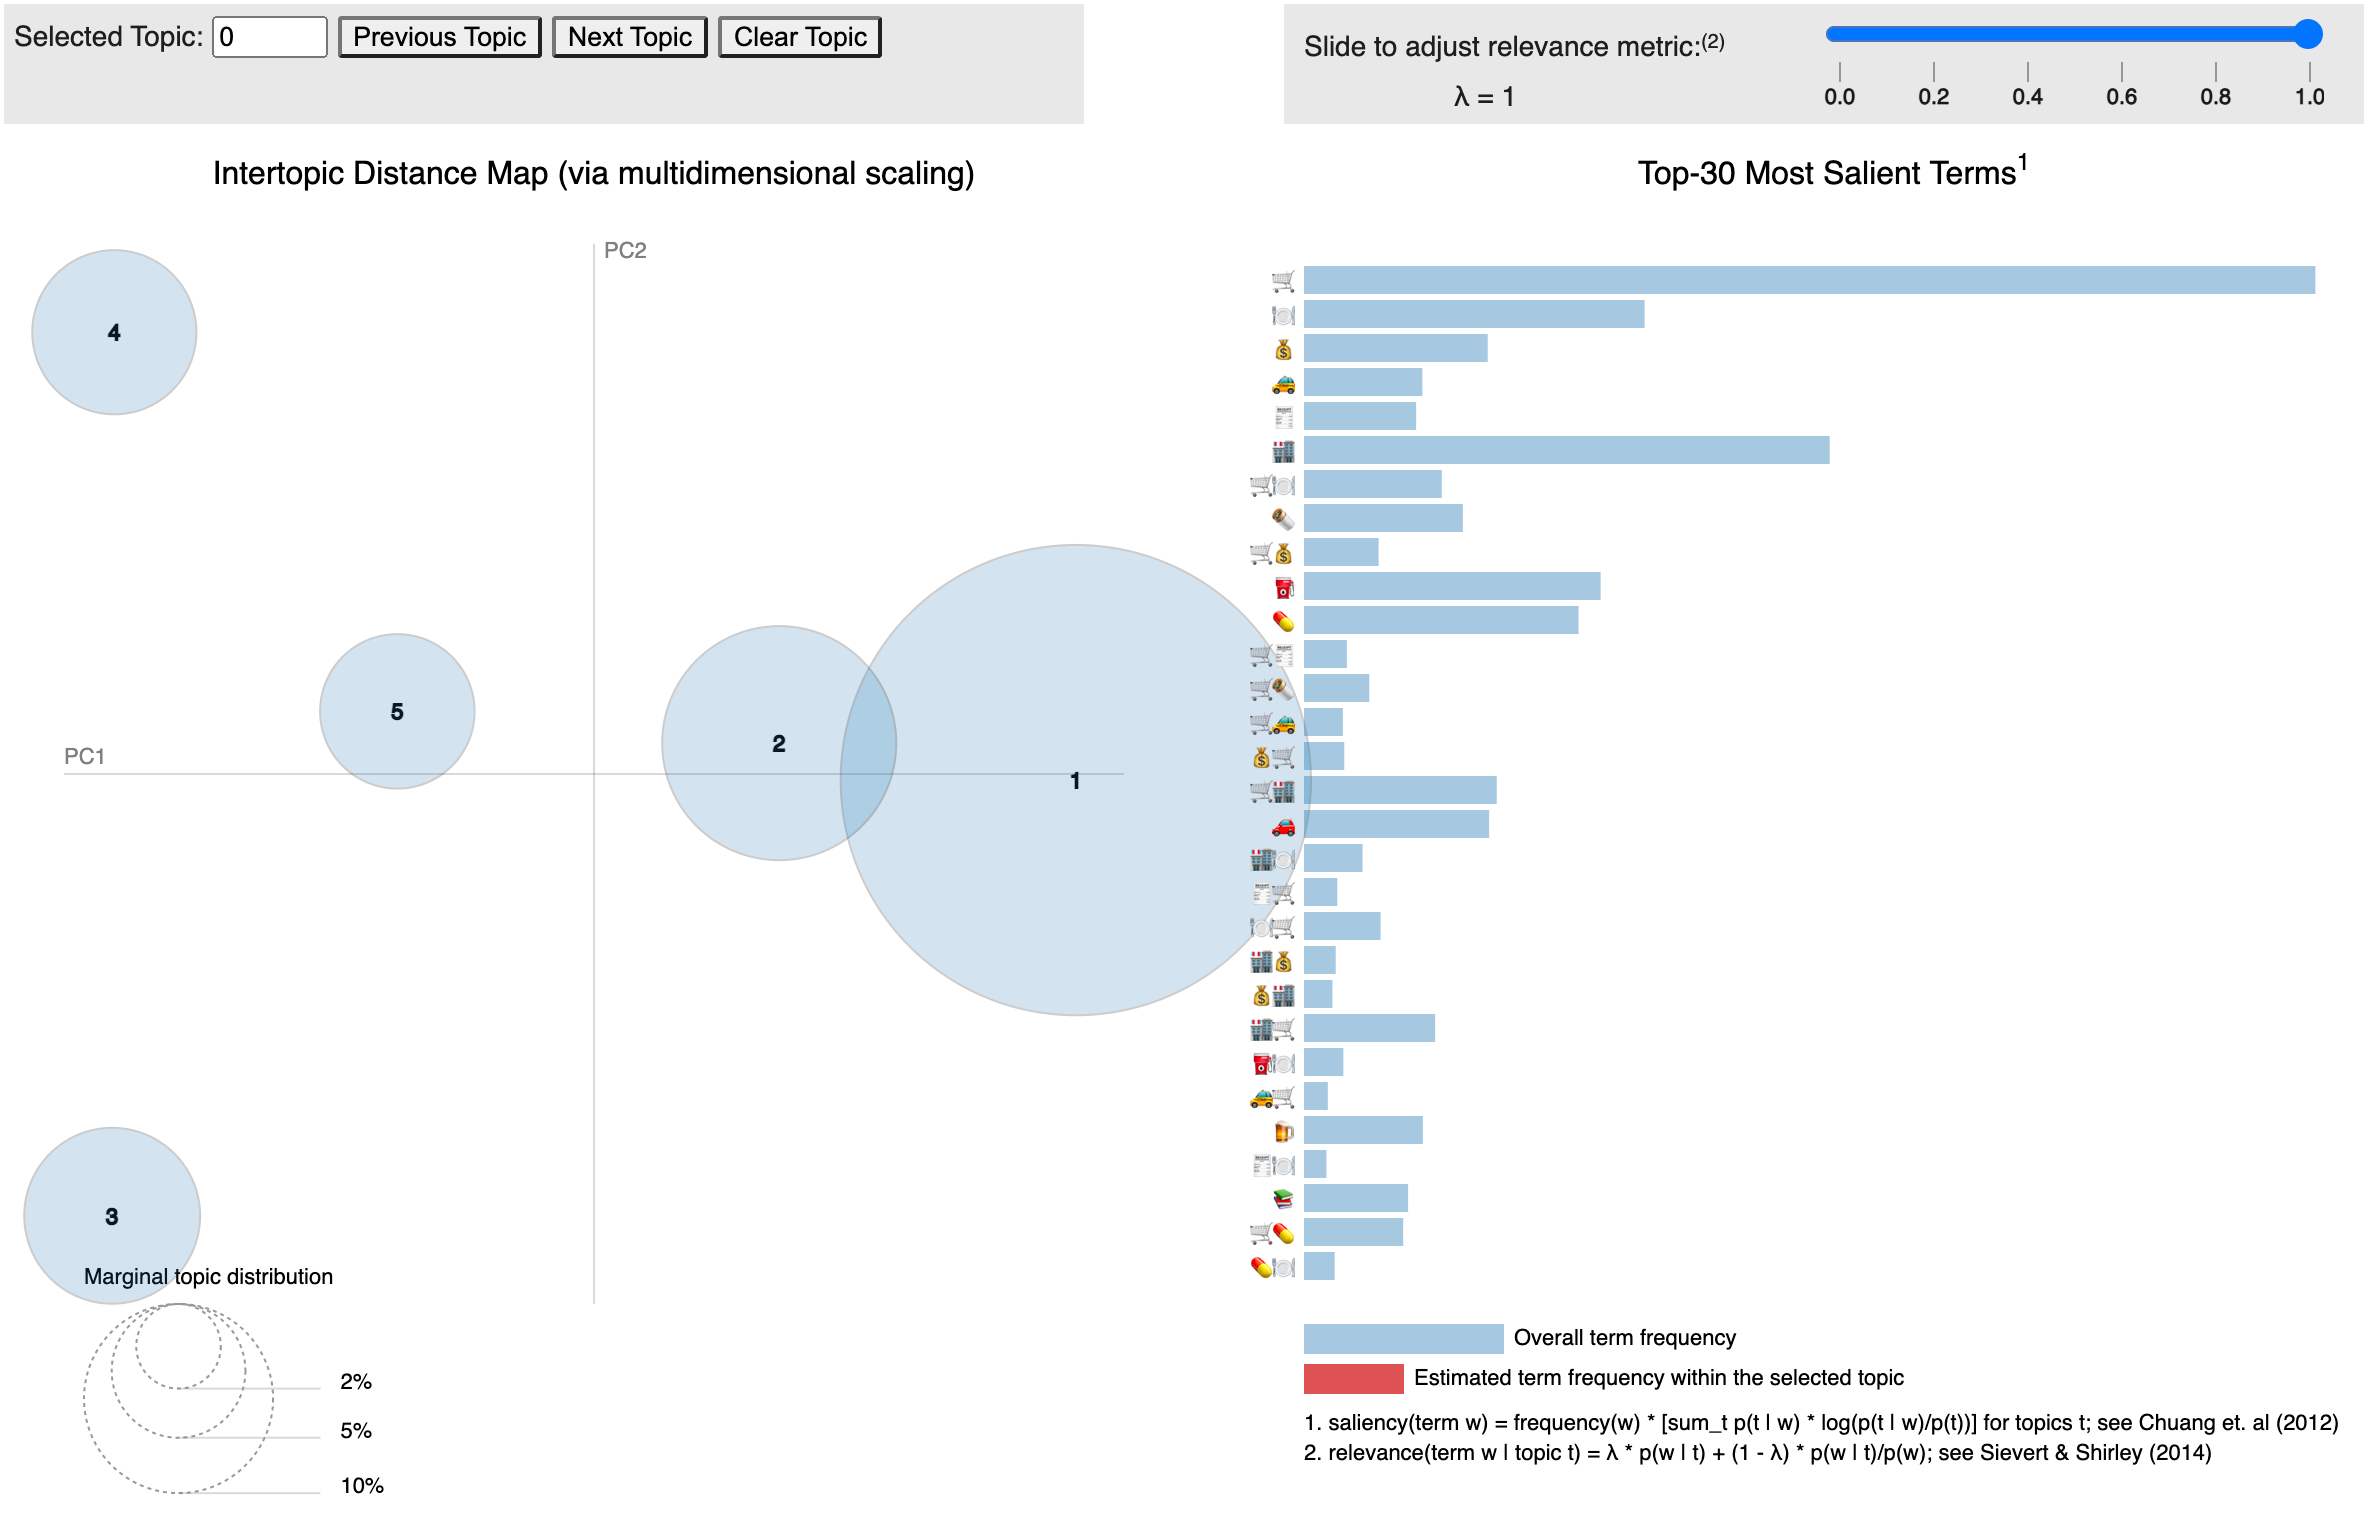 Selected Topic: 0 Previous Topic Next Topic Clear Topic
Slide to adjust relevance metric:(2)
λ = 1
0.0 0.2 0.4 0.6 0.8 1.0
Intertopic Distance Map (via multidimensional scaling)
Top-30 Most Salient Terms1
PC2
PC1
4
5
2
1
3
Marginal topic distribution
2%
5%
10%
🛒
🍽
💰
🚕
🧾
🏬
🛒🍽
🌯
🛒💰
⛽
💊
🛒🧾
🛒🌯
🛒🚕
💰🛒
🛒🏬
🚗
🏬🍽
🧾🛒
🍽🛒
🏬💰
💰🏬
🏬🛒
⛽🍽
🚕🛒
🍺
🧾🍽
📚
🛒💊
💊🍽
Overall term frequency
Estimated term frequency within the selected topic
1. saliency(term w) = frequency(w) * [sum_t p(t | w) * log(p(t | w)/p(t))] for topics t; see Chuang et. al (2012)
2. relevance(term w | topic t) = λ * p(w | t) + (1 - λ) * p(w | t)/p(w); see Sievert & Shirley (2014)